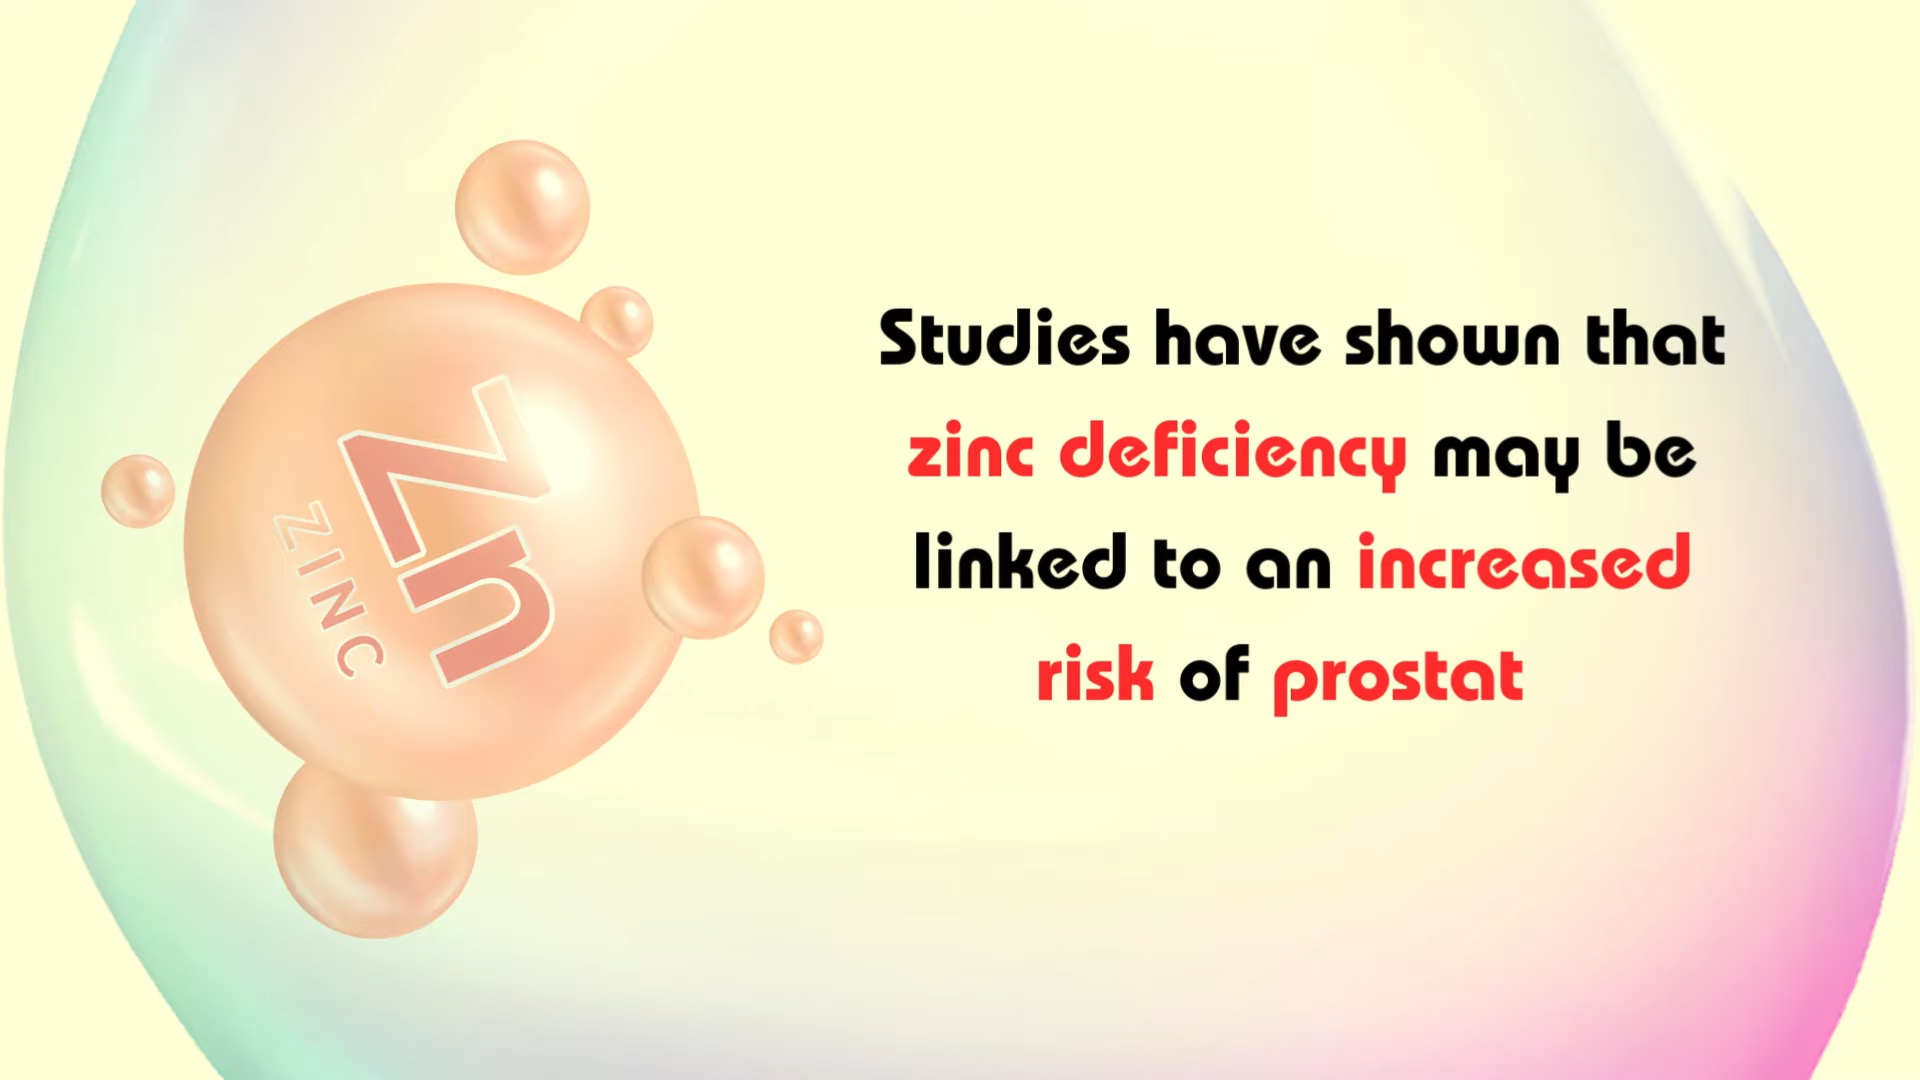 Zn
ZINC
Studies have shown that
zinc deficiency may be
linked to an increased
risk of prostat